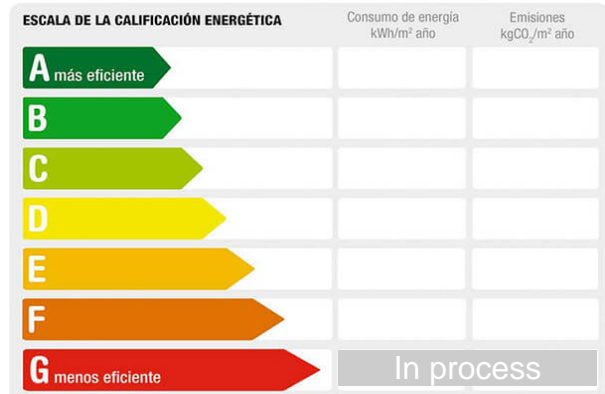 ESCALA DE LA CALIFICACIÓN ENERGÉTICA
Consumo de energía
kWh/m² año
Emisiones
kgCO₂/m² año
A más eficiente
B
C
D
E
F
G menos eficiente
In process